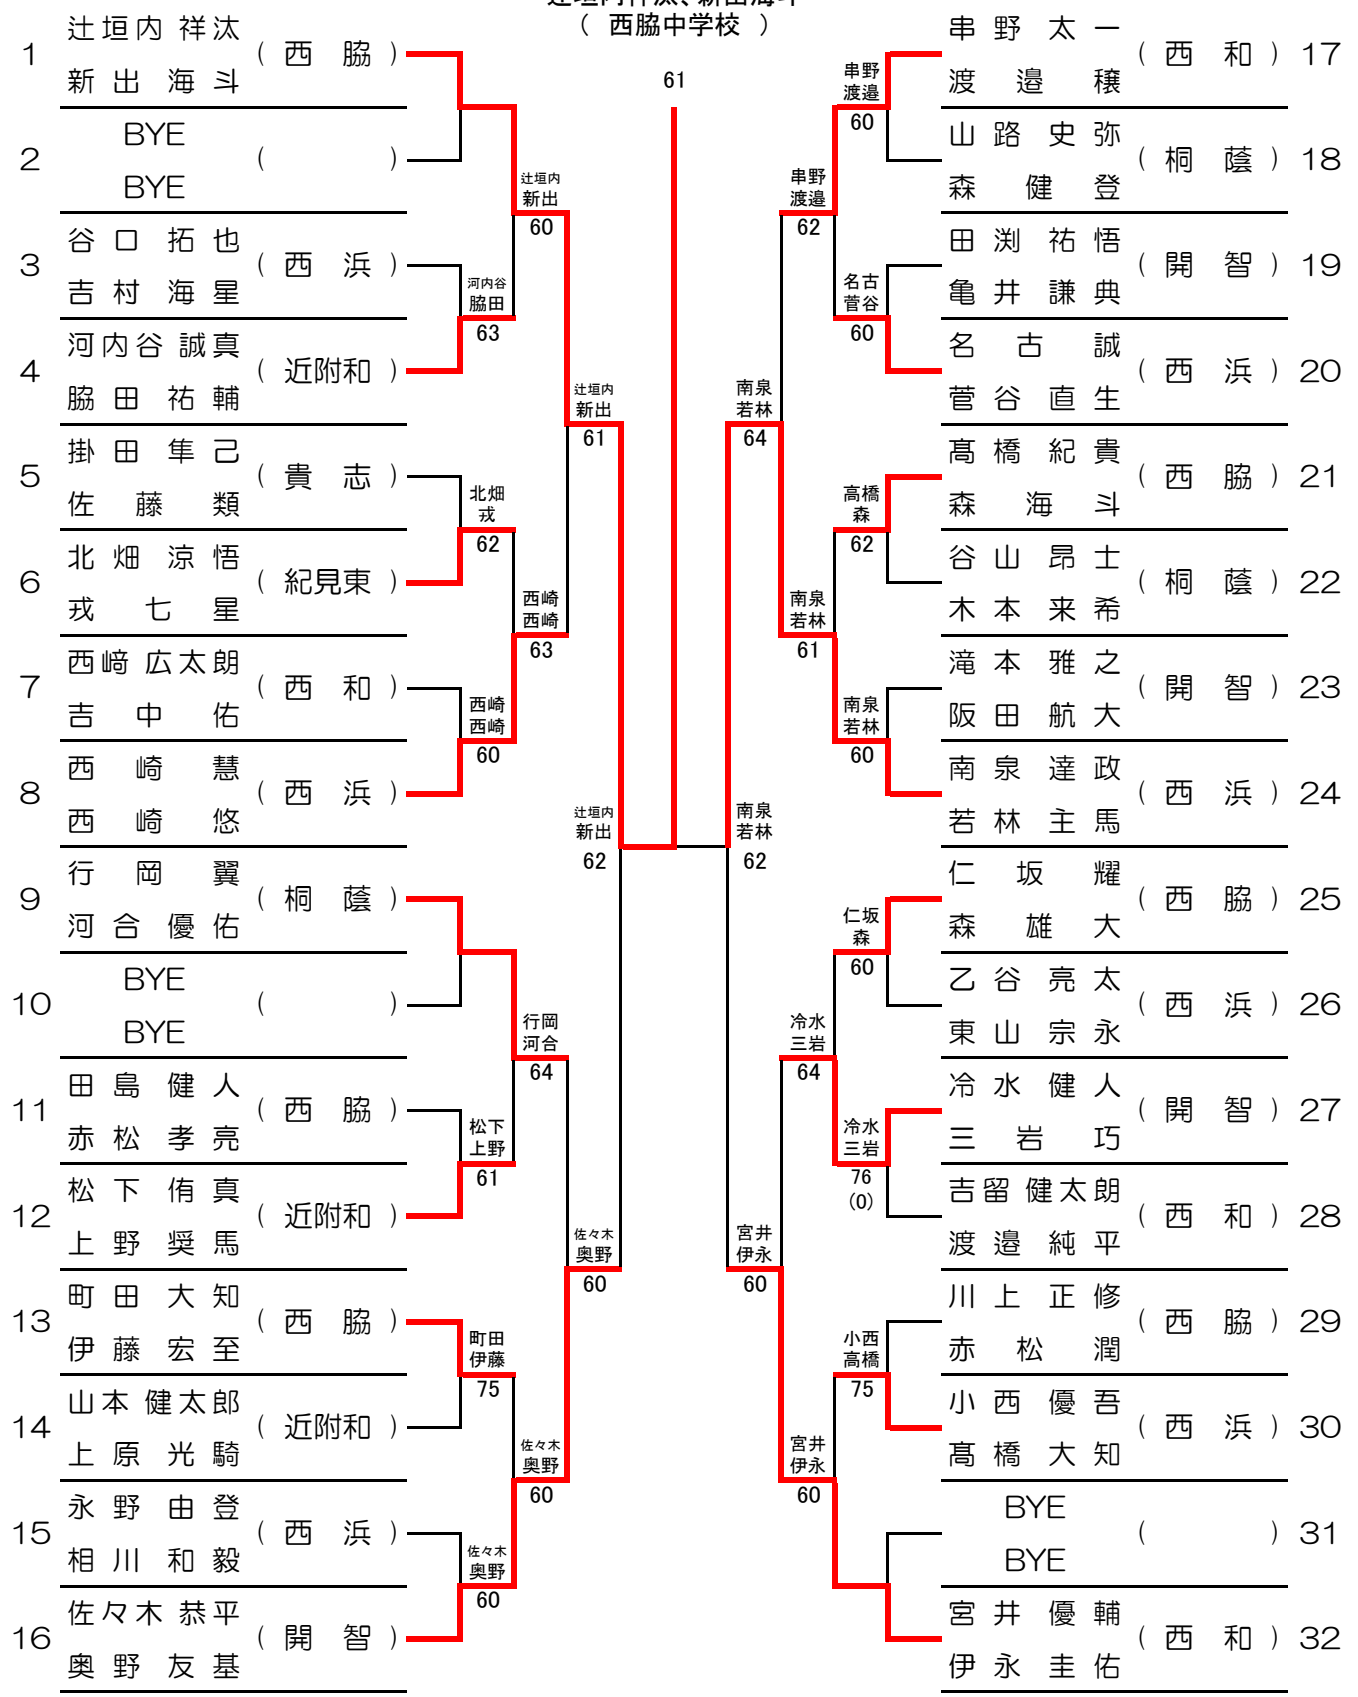 辻垣内祥汰、新出海斗
( 西脇中学校 )
61
1 辻垣内 祥汰 ( 西 脇 )
新 出 海 斗
2 BYE ( )
BYE
3 谷 口 拓 也 ( 西 浜 )
吉 村 海 星
4 河内谷 誠真 ( 近附和 )
脇 田 祐 輔
5 掛 田 隼 己 ( 貴 志 )
佐 藤 類
6 北 畑 涼 悟 ( 紀見東 )
戎 七 星
7 西﨑 広太朗 ( 西 和 )
吉 中 佑
8 西 崎 慧 ( 西 浜 )
西 崎 悠
9 行 岡 翼 ( 桐 蔭 )
河 合 優 佑
10 BYE ( )
BYE
11 田 島 健 人 ( 西 脇 )
赤 松 孝 亮
12 松 下 侑 真 ( 近附和 )
上 野 奨 馬
13 町 田 大 知 ( 西 脇 )
伊 藤 宏 至
14 山本 健太郎 ( 近附和 )
上 原 光 騎
15 永 野 由 登 ( 西 浜 )
相 川 和 毅
16 佐々木 恭平 ( 開 智 )
奥 野 友 基
河内谷
脇田
63
北畑
戎
62
西崎
西崎
60
松下
上野
61
町田
伊藤
75
佐々木
奥野
60
辻垣内
新出
60
西崎
西崎
63
行岡
河合
64
佐々木
奥野
60
辻垣内
新出
61
佐々木
奥野
60
辻垣内
新出
62
南泉
若林
62
南泉
若林
64
宮井
伊永
60
串野
渡邉
62
南泉
若林
61
冷水
三岩
64
宮井
伊永
60
串野
渡邉
60
名古
菅谷
60
高橋
森
62
南泉
若林
60
仁坂
森
60
冷水
三岩
76
(0)
小西
高橋
75
串 野 太 一 ( 西 和 ) 17
渡 邉 穣
山 路 史 弥 ( 桐 蔭 ) 18
森 健 登
田 渕 祐 悟 ( 開 智 ) 19
亀 井 謙 典
名 古 誠 ( 西 浜 ) 20
菅 谷 直 生
髙 橋 紀 貴 ( 西 脇 ) 21
森 海 斗
谷 山 昂 士 ( 桐 蔭 ) 22
木 本 来 希
滝 本 雅 之 ( 開 智 ) 23
阪 田 航 大
南 泉 達 政 ( 西 浜 ) 24
若 林 主 馬
仁 坂 耀 ( 西 脇 ) 25
森 雄 大
乙 谷 亮 太 ( 西 浜 ) 26
東 山 宗 永
冷 水 健 人 ( 開 智 ) 27
三 岩 巧
吉留 健太朗 ( 西 和 ) 28
渡 邉 純 平
川 上 正 修 ( 西 脇 ) 29
赤 松 潤
小 西 優 吾 ( 西 浜 ) 30
髙 橋 大 知
BYE ( ) 31
BYE
宮 井 優 輔 ( 西 和 ) 32
伊 永 圭 佑